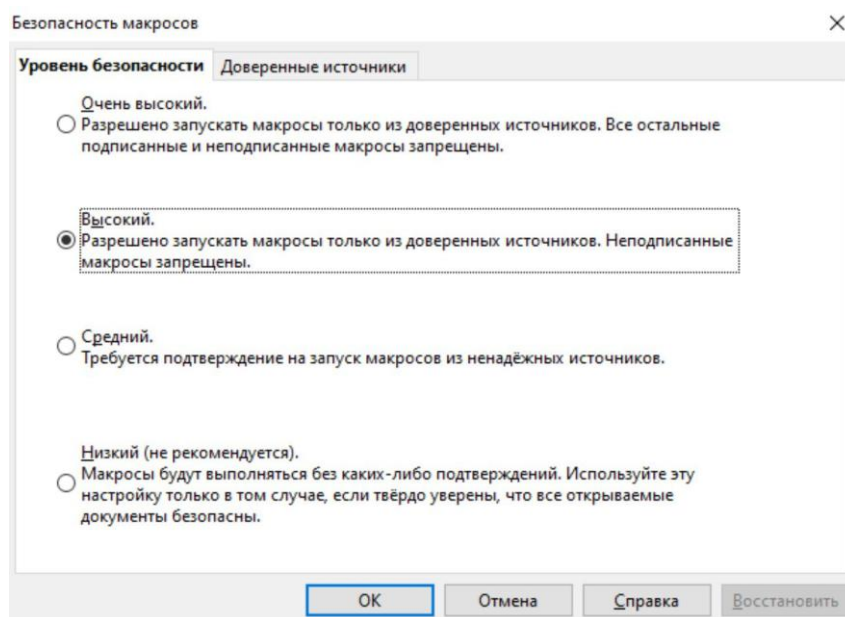 Безопасность макросов
Уровень безопасности Доверенные источники
Очень высокий.
Разрешено запускать макросы только из доверенных источников. Все остальные
подписанные и неподписанные макросы запрещены.
Высокий.
Разрешено запускать макросы только из доверенных источников. Неподписанные
макросы запрещены.
Средний.
Требуется подтверждение на запуск макросов из ненадёжных источников.
Низкий (не рекомендуется).
Макросы будут выполняться без каких-либо подтверждений. Используйте эту
настройку только в том случае, если твёрдо уверены, что все открываемые
документы безопасны.
ОК Отмена Справка Восстановить